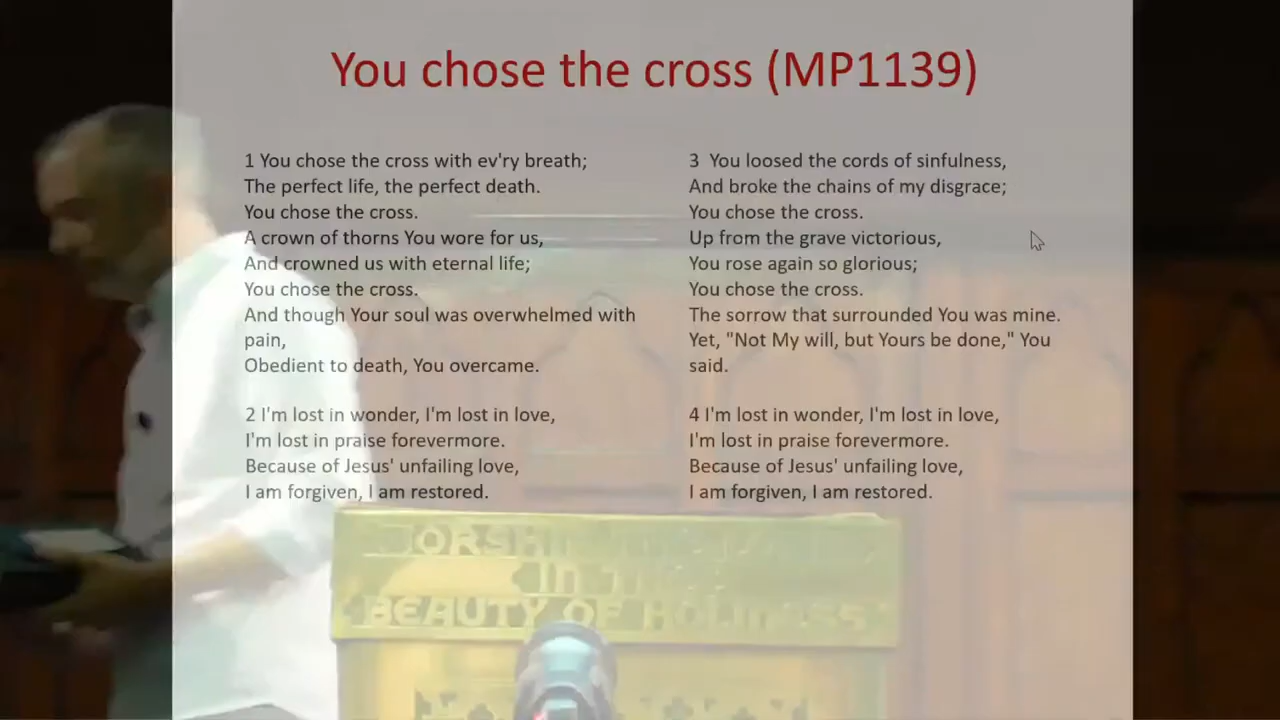 You chose the cross (MP1139)
1 You chose the cross with ev'ry breath;
The perfect life, the perfect death.
You chose the cross.
A crown of thorns You wore for us,
And crowned us with eternal life;
You chose the cross.
And though Your soul was overwhelmed with
pain,
Obedient to death, You overcame.
2 I'm lost in wonder, I'm lost in love,
I'm lost in praise forevermore.
Because of Jesus' unfailing love,
I am forgiven, I am restored.
3  You loosed the cords of sinfulness,
And broke the chains of my disgrace;
You chose the cross.
Up from the grave victorious,
You rose again so glorious;
You chose the cross.
The sorrow that surrounded You was mine.
Yet, "Not My will, but Yours be done," You
said.
4 I'm lost in wonder, I'm lost in love,
I'm lost in praise forevermore.
Because of Jesus' unfailing love,
I am forgiven, I am restored.
IN
BEAUTY OF HOLINESS